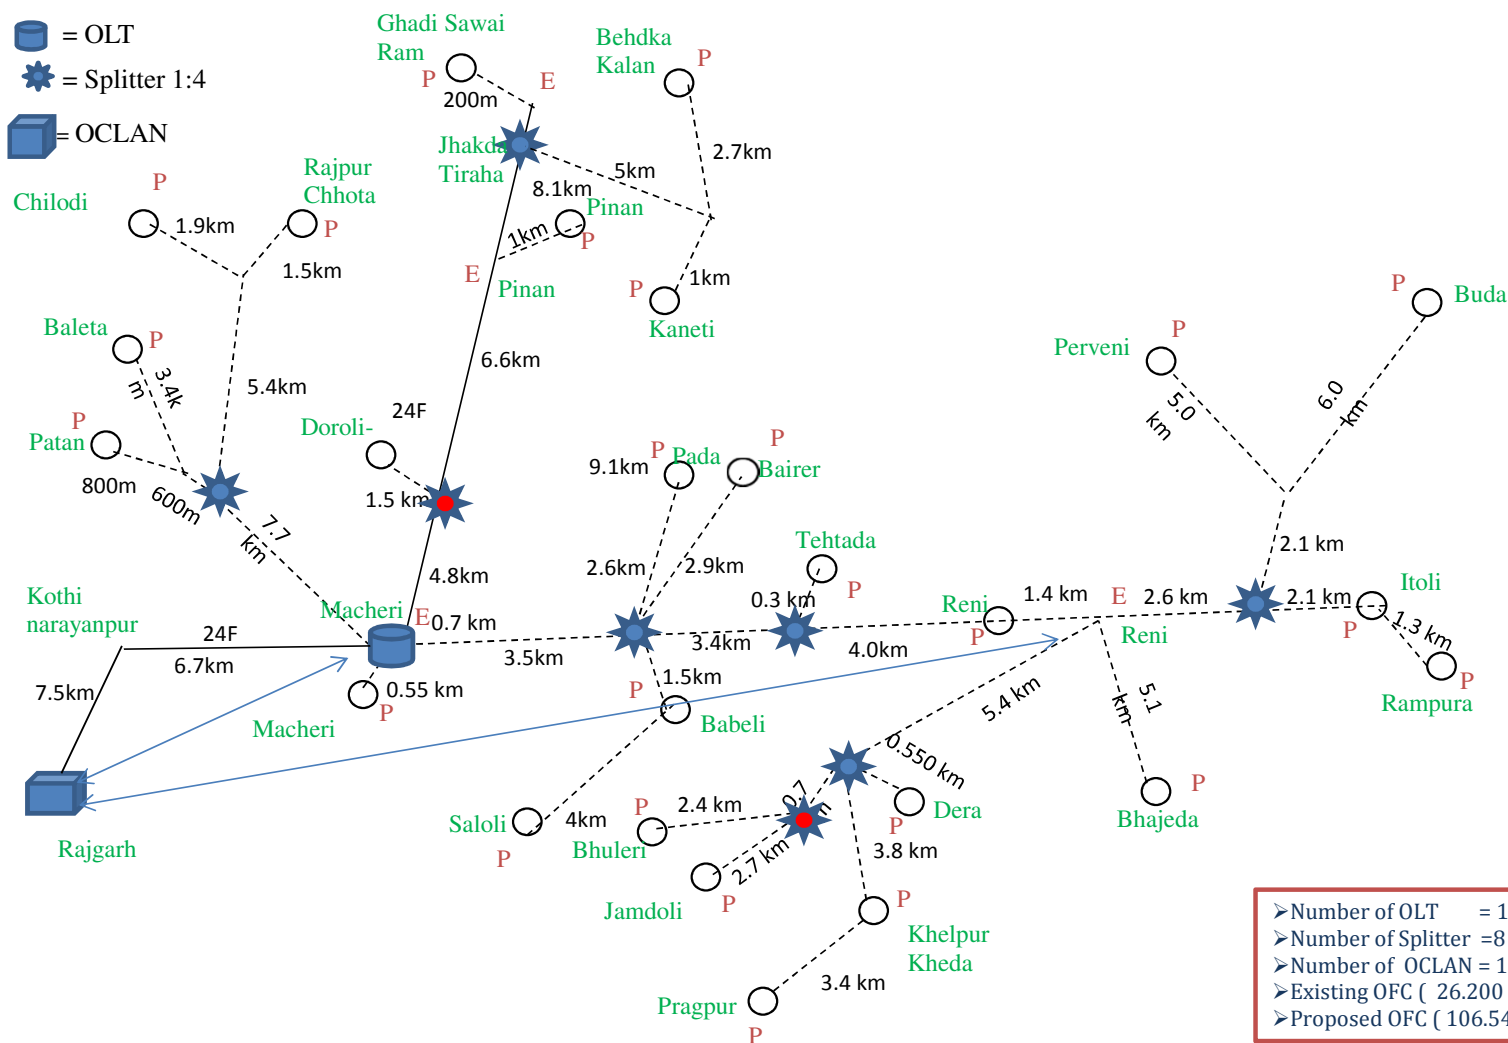 = OLT
= Splitter 1:4
= OCLAN
Ghadi Sawai
Ram
P
E
200m
Behdka
Kalan
P
Jhakda
Tiraha
5km
2.7km
8.1km
Pinan
P
1km
E
Pinan
P
1km
Kaneti
Chilodi
P
1.9km
Rajpur
Chhota
P
1.5km
Baleta
P
3.4k
m
5.4km
P
Patan
800m
600m
7.7
km
6.6km
24F
Doroli-
1.5 km
4.8km
Kothi
narayanpur
24F
6.7km
7.5km
Rajgarh
Macheri
E
0.7 km
0.55 km
P
Macheri
3.5km
9.1km
P
Pada
P
Bairer
2.6km
2.9km
Tehtada
P
0.3 km
3.4km
4.0km
1.5km
P
Babeli
Saloli
P
4km
Reni
P
1.4 km
E
Reni
2.6 km
Perveni
P
5.0
km
P
Buda
6.0
km
2.1 km
2.1 km
Itoli
P
1.3 km
P
Rampura
5.4 km
5.1
km
P
Bhajeda
0.550 km
Dera
P
0.7
P
2.4 km
Bhuleri
2.7 km
Jamdoli
P
3.8 km
P
Khelpur
Kheda
3.4 km
Pragpur
P
➢Number of OLT = 1
➢Number of Splitter =8
➢Number of OCLAN = 1
➢Existing OFC ( 26.200
➢Proposed OFC ( 106.54